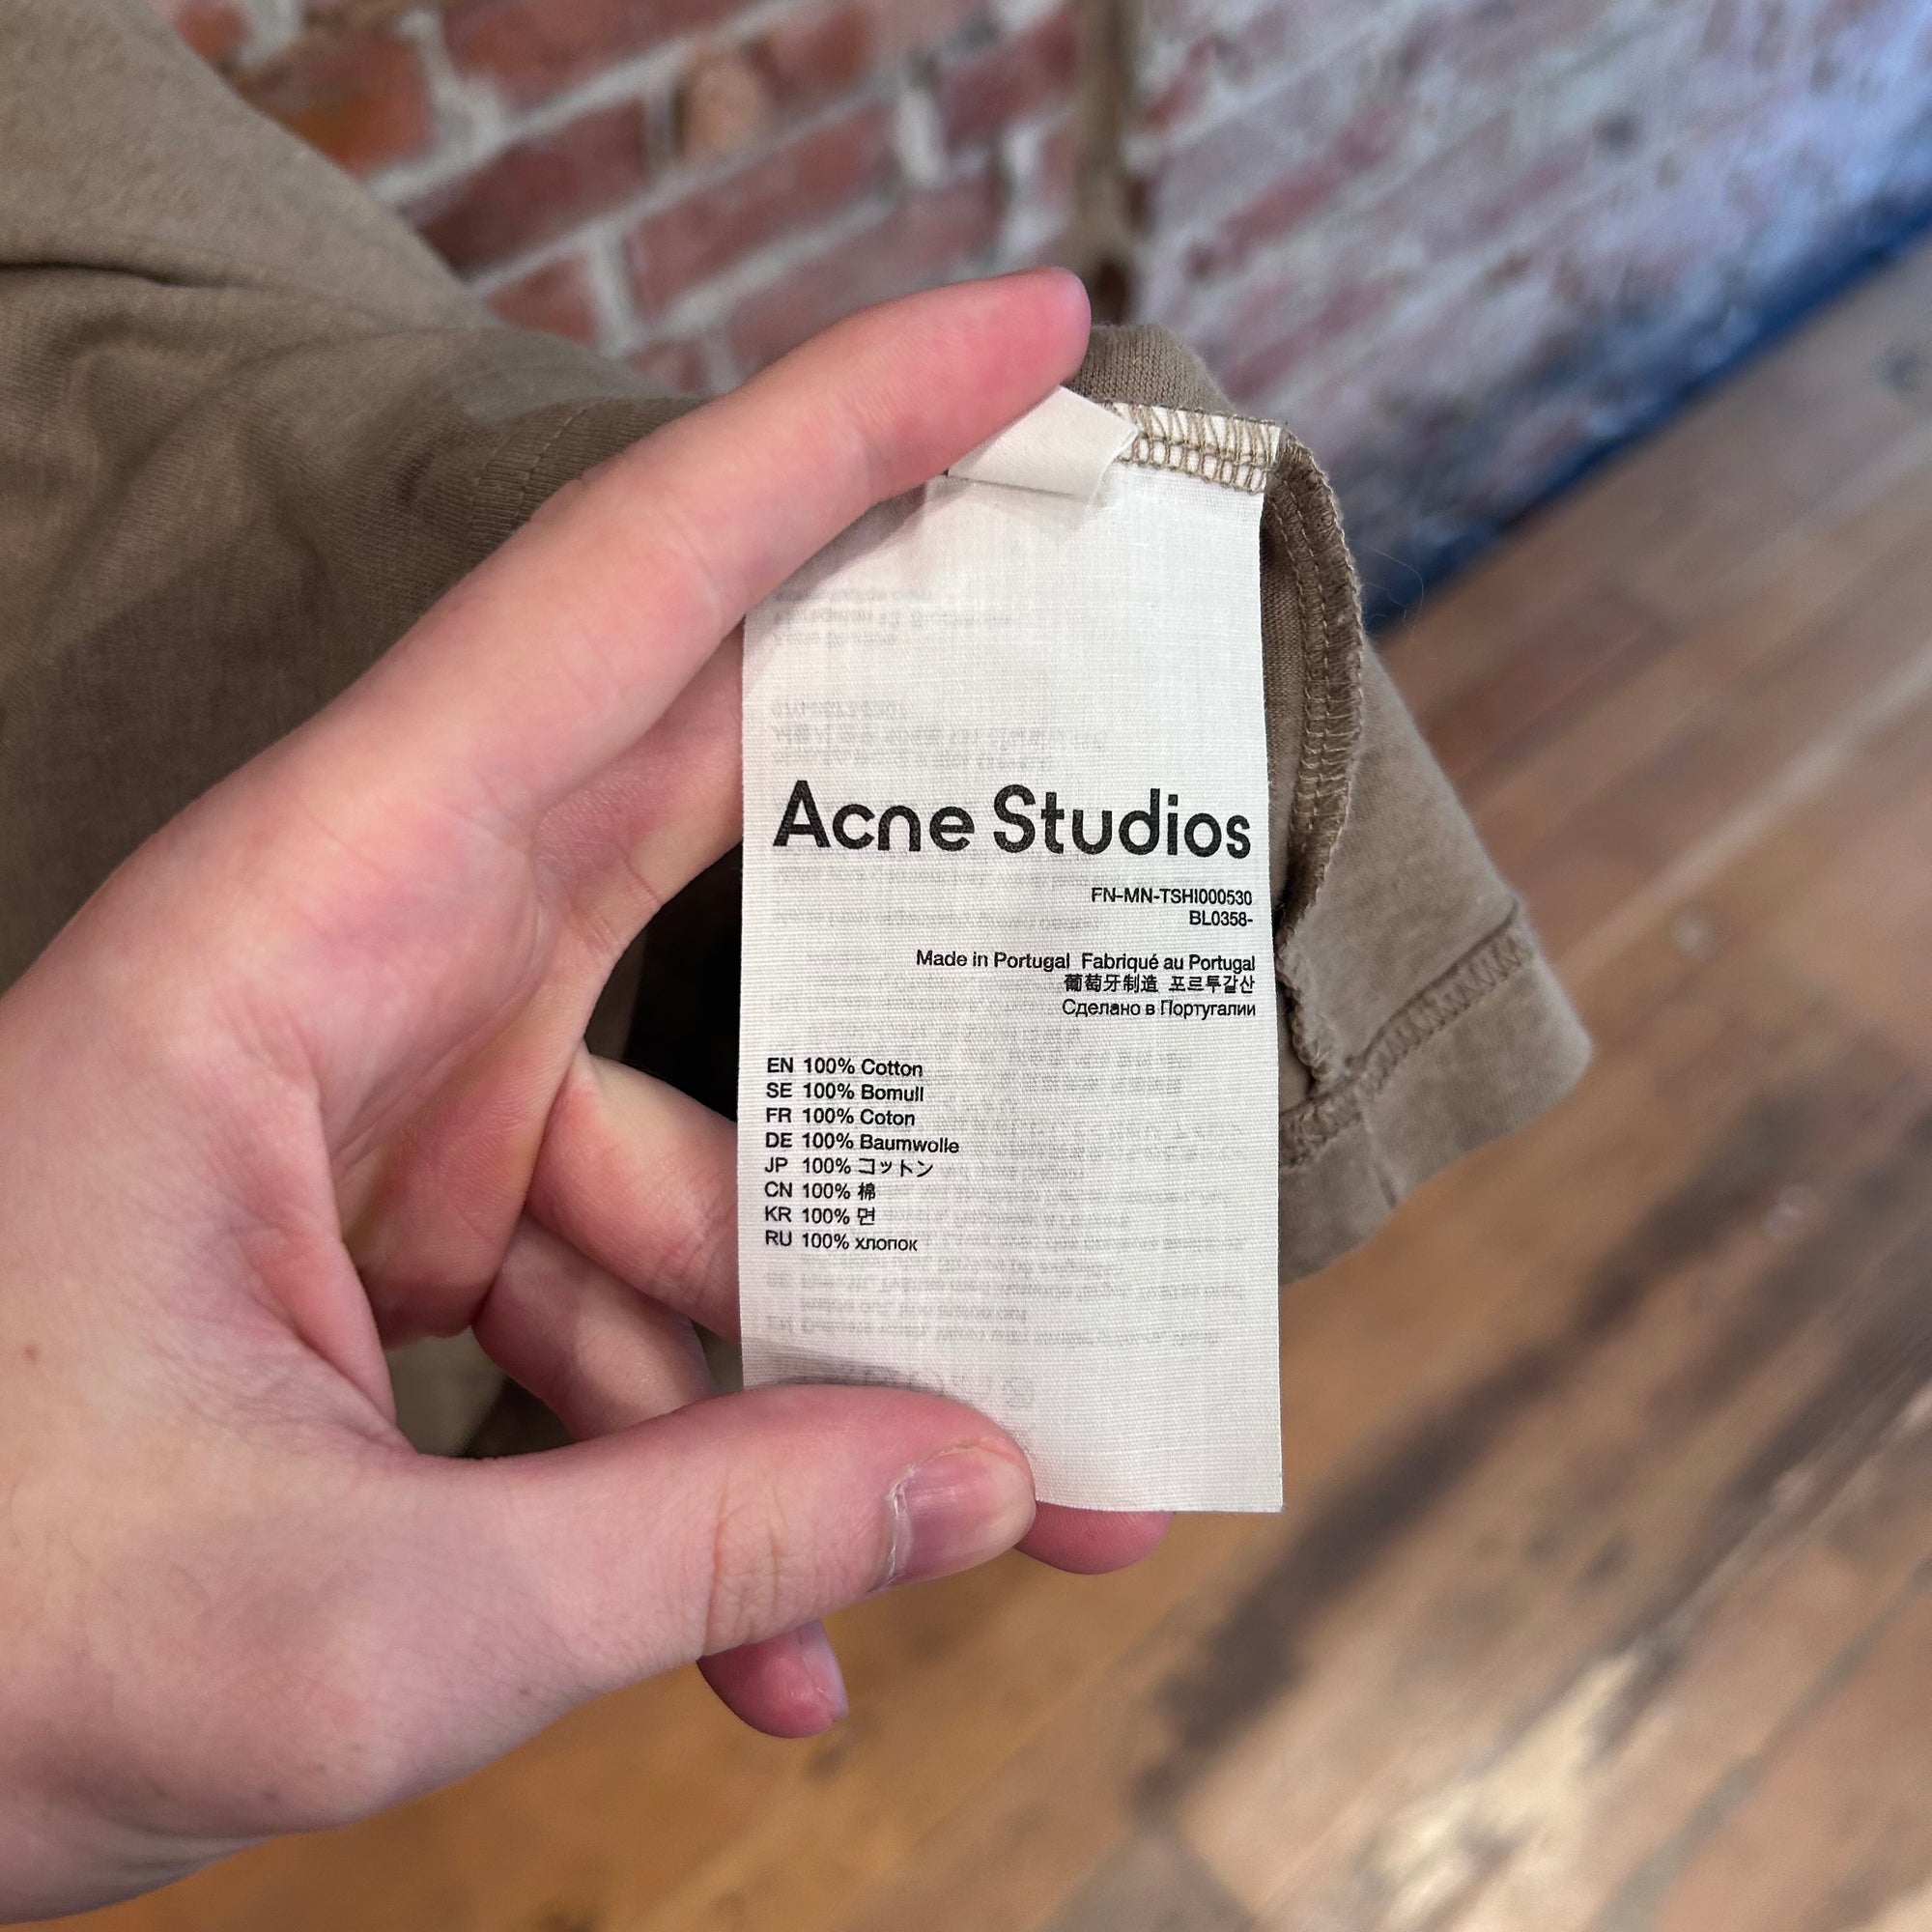 Acne Studios
FN-MN-TSHI000530
BL0358-
Made in Portugal Fabriqué au Portugal
葡萄牙制造 포르투갈산
Сделано в Португалии
EN 100% Cotton
SE 100% Bomull
FR 100% Coton
DE 100% Baumwolle
JP 100% コットン
CN 100% 棉
KR 100% 면
RU 100% хлопок